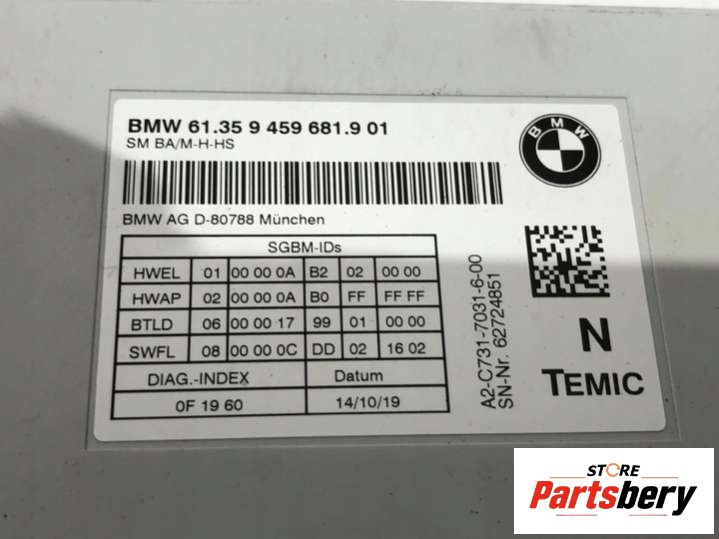 BMW 61.35 9 459 681.9 01
SM BA/M-H-HS
BMW
BMW AG D-80788 München
SGBM-IDs
HWEL 01 00 00 0A B2 02 00 00
HWAP 02 00 00 0A B0 FF FF FF
BTLD 06 00 00 17 99 01 00 00
SWFL 08 00 00 0C DD 02 16 02
DIAG.-INDEX Datum
0F 19 60 14/10/19
A2-C731-7031-6-00
SN-Nr. 62724851
N
TEMIC
STORE
Partsbery